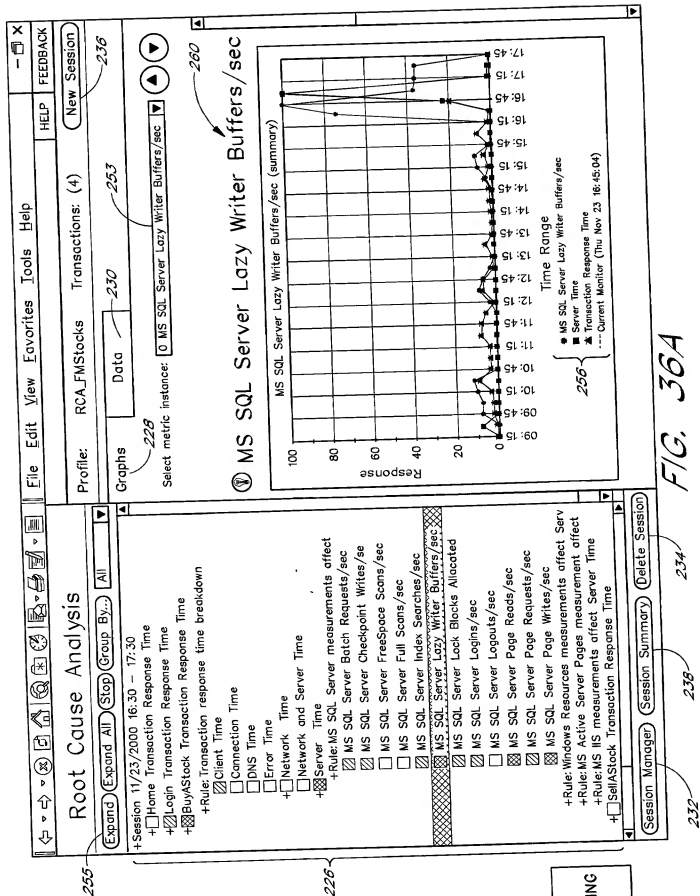 File Edit View Favorites Tools Help
HELP FEEDBACK
Root Cause Analysis
Expand
Expand All
Stop
Group By...
All
+Session 11/23/2000 16:30 - 17:30
+Home Transaction Response Time
+Login Transaction Response Time
+BuyAStock Transaction Response Time
+Rule: Transaction response time breakdown
Client Time
Connection Time
DNS Time
Error Time
+Network Time
Network and Server Time
+Server Time
+Rule: MS SQL Server measurements affect
MS SQL Server Batch Requests/sec
MS SQL Server Checkpoint Writes/se
MS SQL Server FreeSpace Scans/sec
MS SQL Server Full Scans/sec
MS SQL Server Index Searches/sec
MS SQL Server Lazy Writer Buffers/sec
MS SQL Server Lock Blocks Allocated
MS SQL Server Logins/sec
MS SQL Server Logouts/sec
MS SQL Server Page Reads/sec
MS SQL Server Page Requests/sec
MS SQL Server Page Writes/sec
+Rule: Windows Resources measurements affect Serv
+Rule: MS Active Server Pages measurement affect
+Rule: MS IIS measurements affect Server Time
+SellAStock Transaction Response Time
Session Manager
Session Summary
Delete Session
Profile: RCA_FMStocks Transactions: (4)
New Session
Graphs
Data
Select metric instance: 0 MS SQL Server Lazy Writer Buffers/sec
MS SQL Server Lazy Writer Buffers/sec
MS SQL Server Lazy Writer Buffers/sec (summary)
Response
100
80
60
40
20
0
09:15
09:45
10:15
10:45
11:15
11:45
12:15
12:45
13:15
13:45
14:15
14:45
15:15
15:45
16:15
16:45
17:15
17:45
Time Range
MS SQL Server Lazy Writer Buffers/sec
Server Time
Transaction Response Time
--- Current Monitor (Thu Nov 23 16:45:04)
255
226
228
230
253
236
260
256
232
238
234
NG
FIG. 36A